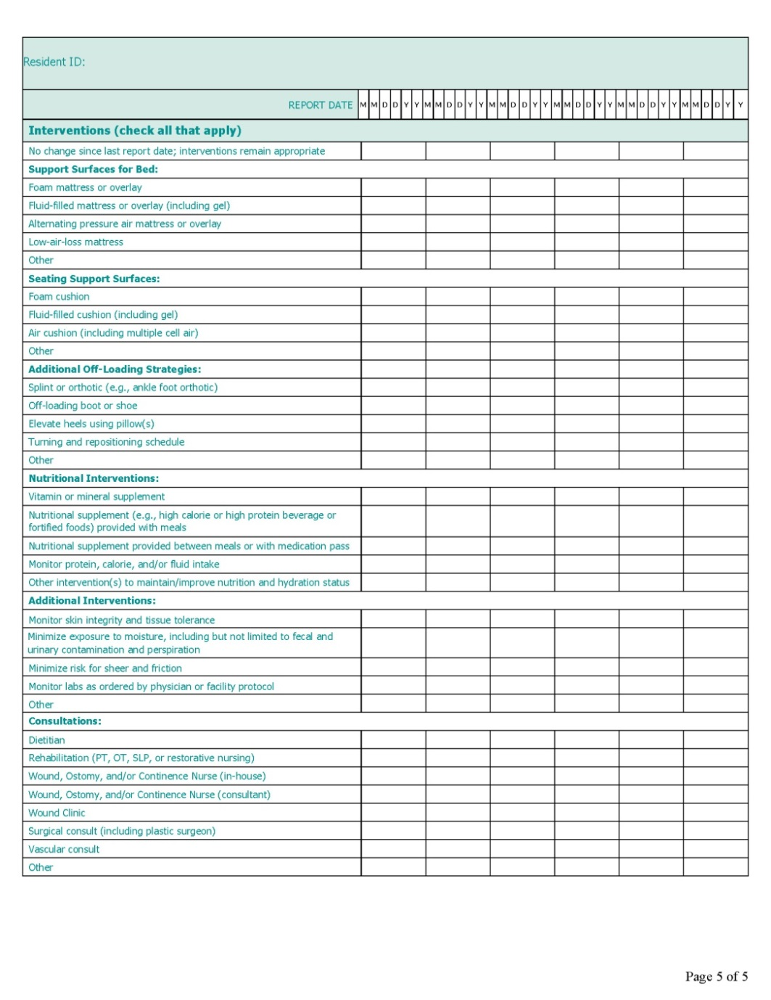 Resident ID:
REPORT DATE M M D D Y Y M M D D Y Y M M D D Y Y M M D D Y Y M M D D Y Y M M D D Y Y
Interventions (check all that apply)
No change since last report date; interventions remain appropriate
Support Surfaces for Bed:
Foam mattress or overlay
Fluid-filled mattress or overlay (including gel)
Alternating pressure air mattress or overlay
Low-air-loss mattress
Other
Seating Support Surfaces:
Foam cushion
Fluid-filled cushion (including gel)
Air cushion (including multiple cell air)
Other
Additional Off-Loading Strategies:
Splint or orthotic (e.g., ankle foot orthotic)
Off-loading boot or shoe
Elevate heels using pillow(s)
Turning and repositioning schedule
Other
Nutritional Interventions:
Vitamin or mineral supplement
Nutritional supplement (e.g., high calorie or high protein beverage or
fortified foods) provided with meals
Nutritional supplement provided between meals or with medication pass
Monitor protein, calorie, and/or fluid intake
Other intervention(s) to maintain/improve nutrition and hydration status
Additional Interventions:
Monitor skin integrity and tissue tolerance
Minimize exposure to moisture, including but not limited to fecal and
urinary contamination and perspiration
Minimize risk for sheer and friction
Monitor labs as ordered by physician or facility protocol
Other
Consultations:
Dietitian
Rehabilitation (PT, OT, SLP, or restorative nursing)
Wound, Ostomy, and/or Continence Nurse (in-house)
Wound, Ostomy, and/or Continence Nurse (consultant)
Wound Clinic
Surgical consult (including plastic surgeon)
Vascular consult
Other
Page 5 of 5